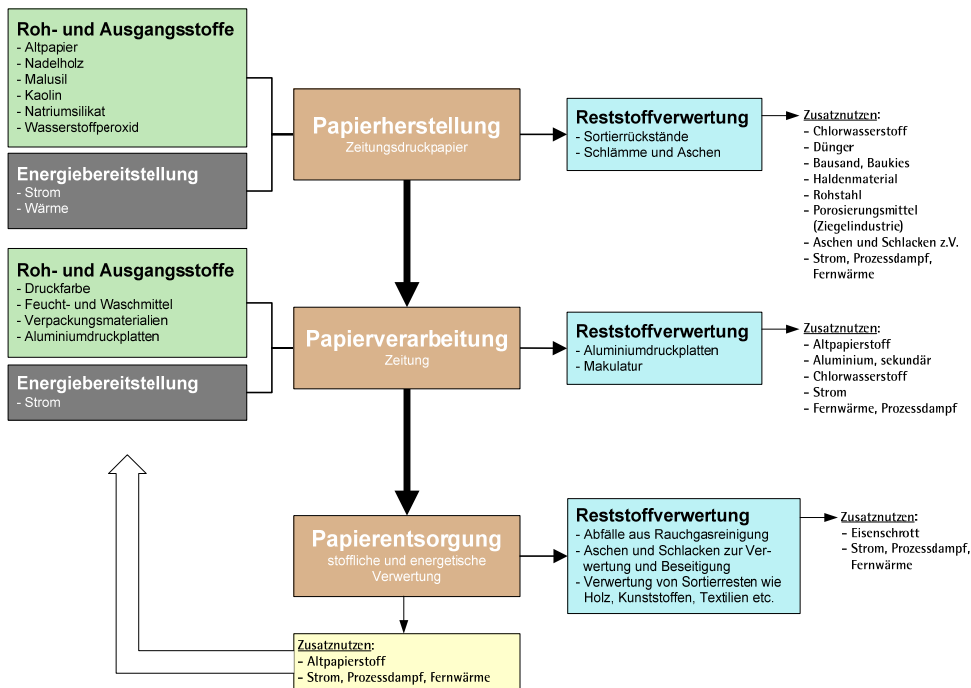 Roh- und Ausgangsstoffe
- Altpapier
- Nadelholz
- Malusil
- Kaolin
- Natriumsilikat
- Wasserstoffperoxid
Energiebereitstellung
- Strom
- Wärme
Papierherstellung
Zeitungsdruckpapier
Reststoffverwertung
- Sortierrückstände
- Schlämme und Aschen
Zusatznutzen:
- Chlorwasserstoff
- Dünger
- Bausand, Baukies
- Haldenmaterial
- Rohstahl
- Porosierungsmittel
(Ziegelindustrie)
- Aschen und Schlacken z.V.
- Strom, Prozessdampf,
Fernwärme
Roh- und Ausgangsstoffe
- Druckfarbe
- Feucht- und Waschmittel
- Verpackungsmaterialien
- Aluminiumdruckplatten
Energiebereitstellung
- Strom
Papierverarbeitung
Zeitung
Reststoffverwertung
- Aluminiumdruckplatten
- Makulatur
Zusatznutzen:
- Altpapierstoff
- Aluminium, sekundär
- Chlorwasserstoff
- Strom
- Fernwärme, Prozessdampf
Papierentsorgung
stoffliche und energetische
Verwertung
Reststoffverwertung
- Abfälle aus Rauchgasreinigung
- Aschen und Schlacken zur Ver-
wertung und Beseitigung
- Verwertung von Sortierresten wie
Holz, Kunststoffen, Textilien etc.
Zusatznutzen:
- Eisenschrott
- Strom, Prozessdampf,
Fernwärme
Zusatznutzen:
- Altpapierstoff
- Strom, Prozessdampf, Fernwärme